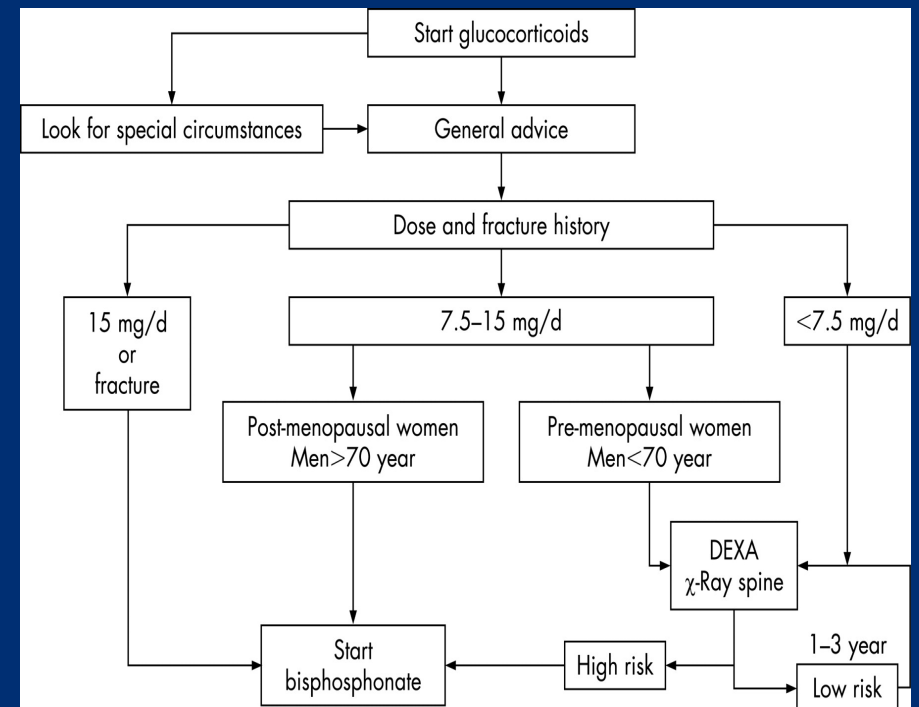 Start glucocorticoids
Look for special circumstances
General advice
Dose and fracture history
15 mg/d
or
fracture
7.5–15 mg/d
<7.5 mg/d
Post-menopausal women
Men>70 year
Pre-menopausal women
Men<70 year
DEXA
χ-Ray spine
Start
bisphosphonate
High risk
1–3 year
Low risk